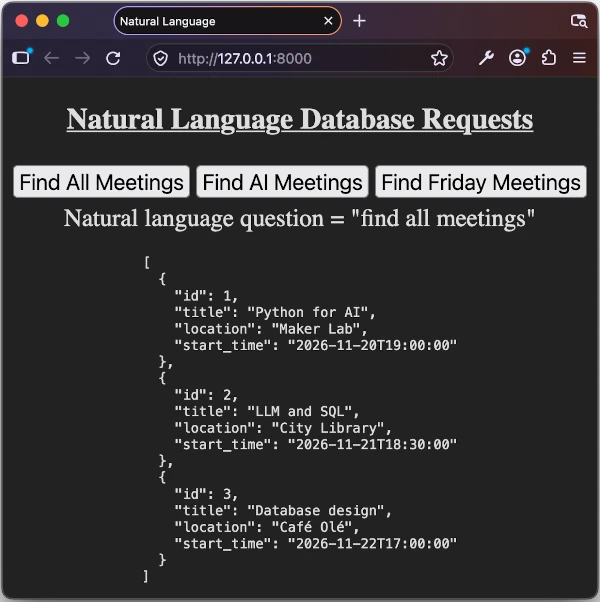 Natural Language
http://127.0.0.1:8000
Natural Language Database Requests
Find All Meetings Find AI Meetings Find Friday Meetings
Natural language question = "find all meetings"
[
  {
    "id": 1,
    "title": "Python for AI",
    "location": "Maker Lab",
    "start_time": "2026-11-20T19:00:00"
  },
  {
    "id": 2,
    "title": "LLM and SQL",
    "location": "City Library",
    "start_time": "2026-11-21T18:30:00"
  },
  {
    "id": 3,
    "title": "Database design",
    "location": "Café Olé",
    "start_time": "2026-11-22T17:00:00"
  }
]